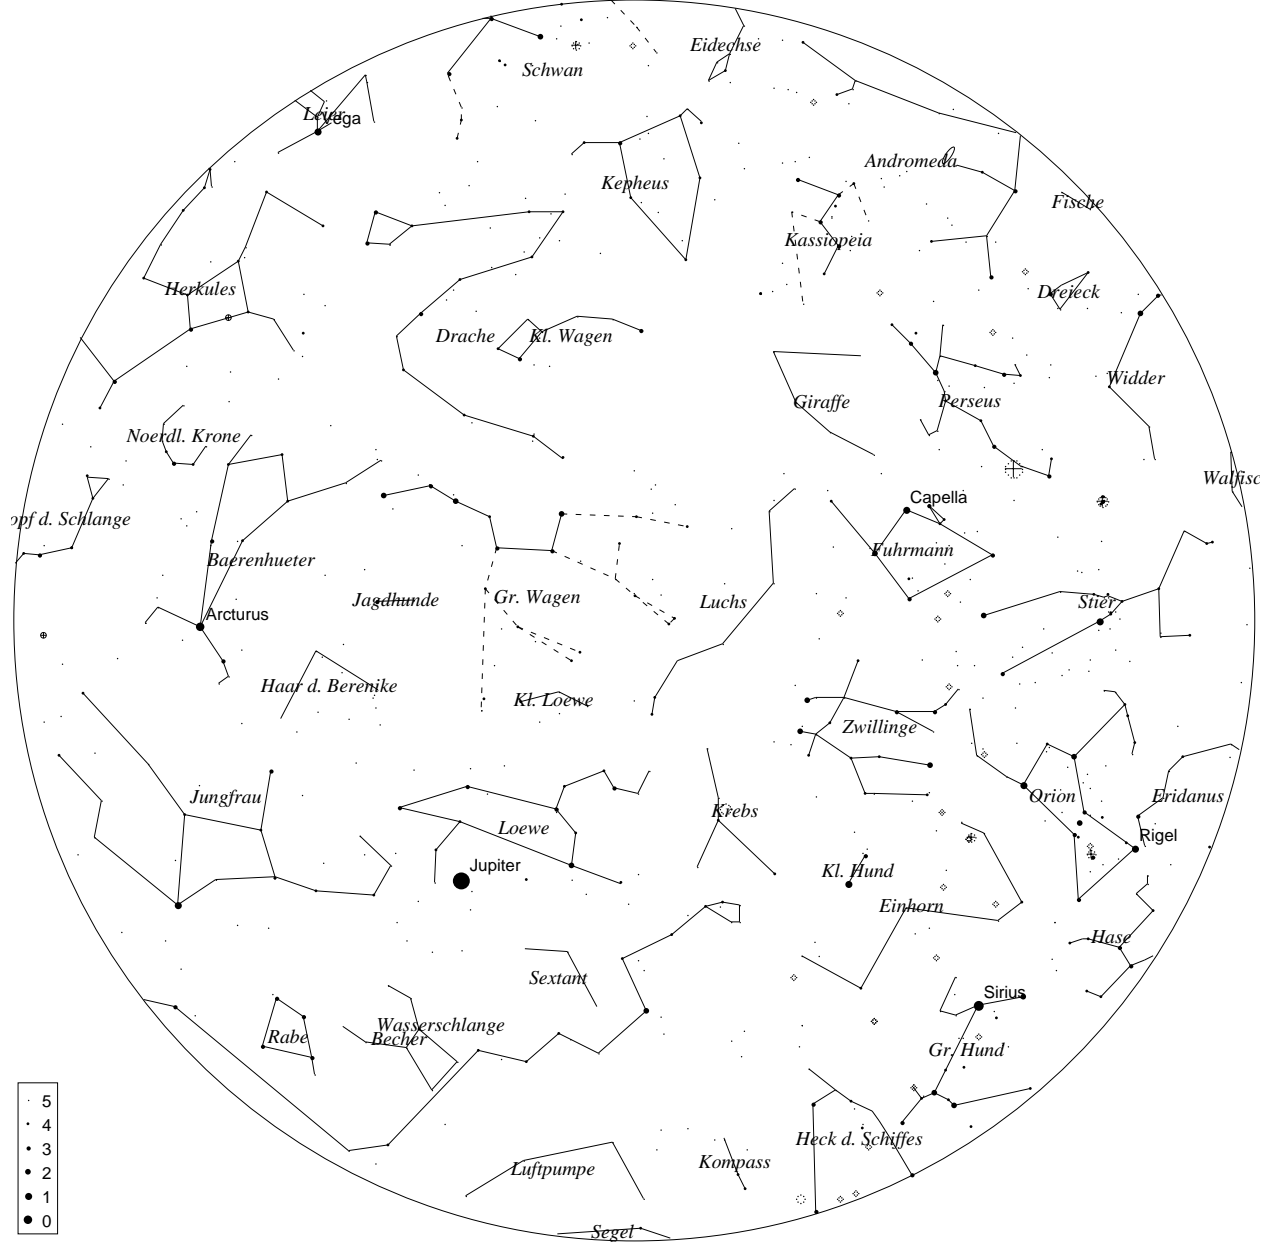 Eidechse
Schwan
Leier
Vega
Andromeda
Kepheus
Fische
Kassiopeia
Herkules
Dreieck
Drache
Kl. Wagen
Widder
Giraffe
Perseus
Noerdl. Krone
Walfisc
Capella
opf d. Schlange
Fuhrmann
Baerenhueter
Jagdhunde
Gr. Wagen
Luchs
Stier
Arcturus
Haar d. Berenike
Kl. Loewe
Zwillinge
Jungfrau
Orion
Eridanus
Krebs
Loewe
Rigel
Jupiter
Kl. Hund
Einhorn
Hase
Sextant
Sirius
Wasserschlange
Rabe
Becher
Gr. Hund
5
4
3
2
1
0
Heck d. Schiffes
Kompass
Luftpumpe
Segel